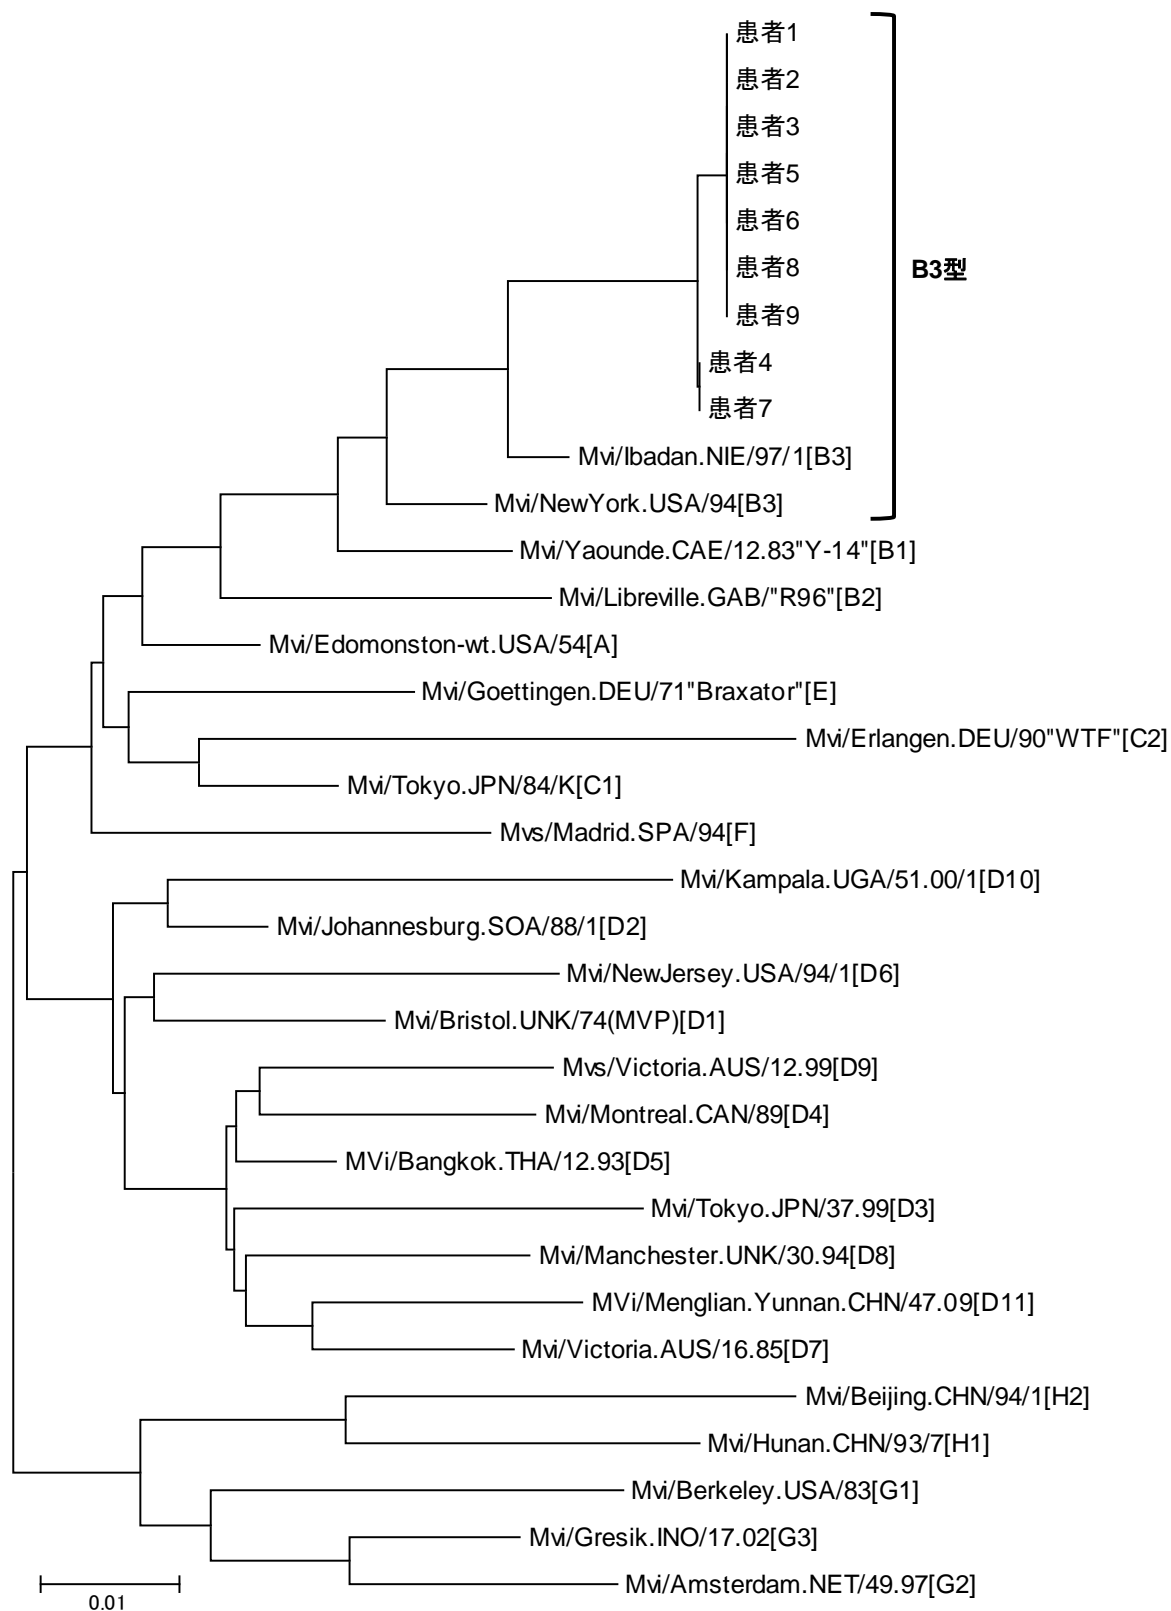 患者1
患者2
患者3
患者5
患者6
患者8
B3型
患者9
患者4
患者7
Mvi/Ibadan.NIE/97/1[B3]
Mvi/NewYork.USA/94[B3]
Mvi/Yaounde.CAE/12.83"Y-14"[B1]
Mvi/Libreville.GAB/"R96"[B2]
Mvi/Edomonston-wt.USA/54[A]
Mvi/Goettingen.DEU/71"Braxator"[E]
Mvi/Erlangen.DEU/90"WTF"[C2]
Mvi/Tokyo.JPN/84/K[C1]
Mvs/Madrid.SPA/94[F]
Mvi/Kampala.UGA/51.00/1[D10]
Mvi/Johannesburg.SOA/88/1[D2]
Mvi/NewJersey.USA/94/1[D6]
Mvi/Bristol.UNK/74(MVP)[D1]
Mvs/Victoria.AUS/12.99[D9]
Mvi/Montreal.CAN/89[D4]
MVi/Bangkok.THA/12.93[D5]
Mvi/Tokyo.JPN/37.99[D3]
Mvi/Manchester.UNK/30.94[D8]
MVi/Menglian.Yunnan.CHN/47.09[D11]
Mvi/Victoria.AUS/16.85[D7]
Mvi/Beijing.CHN/94/1[H2]
Mvi/Hunan.CHN/93/7[H1]
Mvi/Berkeley.USA/83[G1]
Mvi/Gresik.INO/17.02[G3]
Mvi/Amsterdam.NET/49.97[G2]
0.01